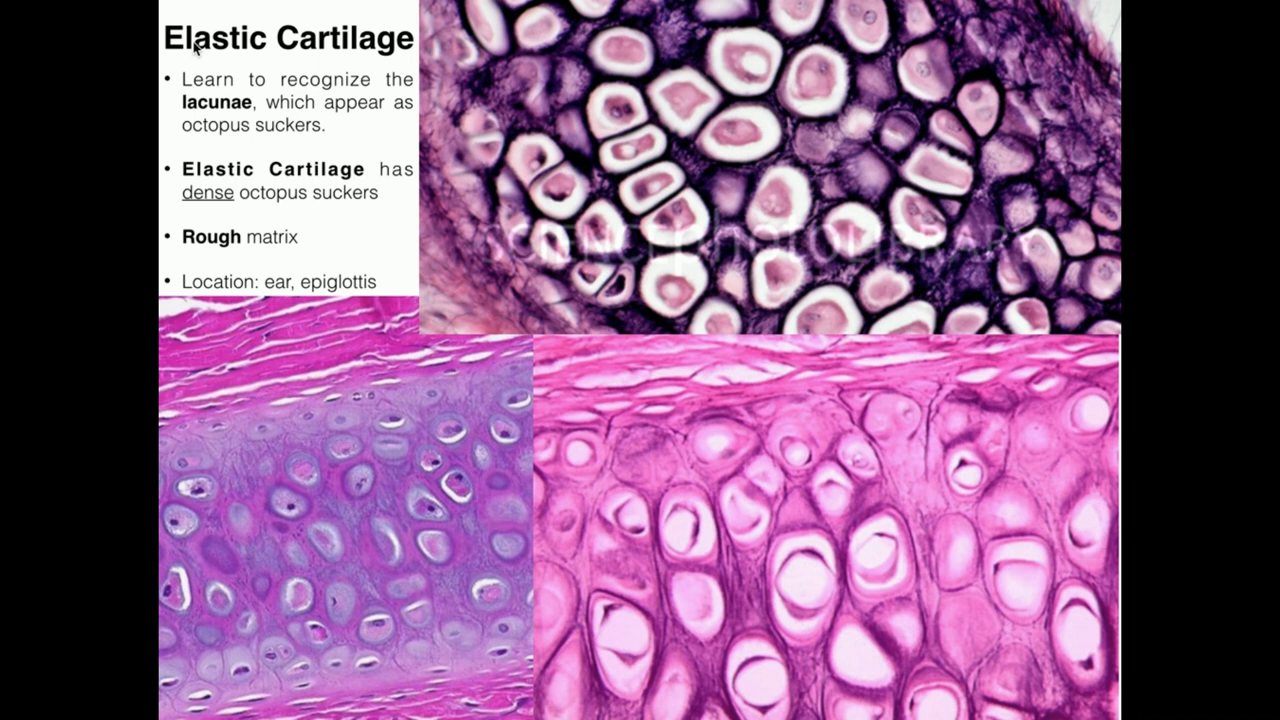 Elastic Cartilage
• Learn to recognize the
lacunae, which appear as
octopus suckers.
• Elastic Cartilage has
dense octopus suckers
• Rough matrix
• Location: ear, epiglottis
SCIENCEphotoLIBRARY